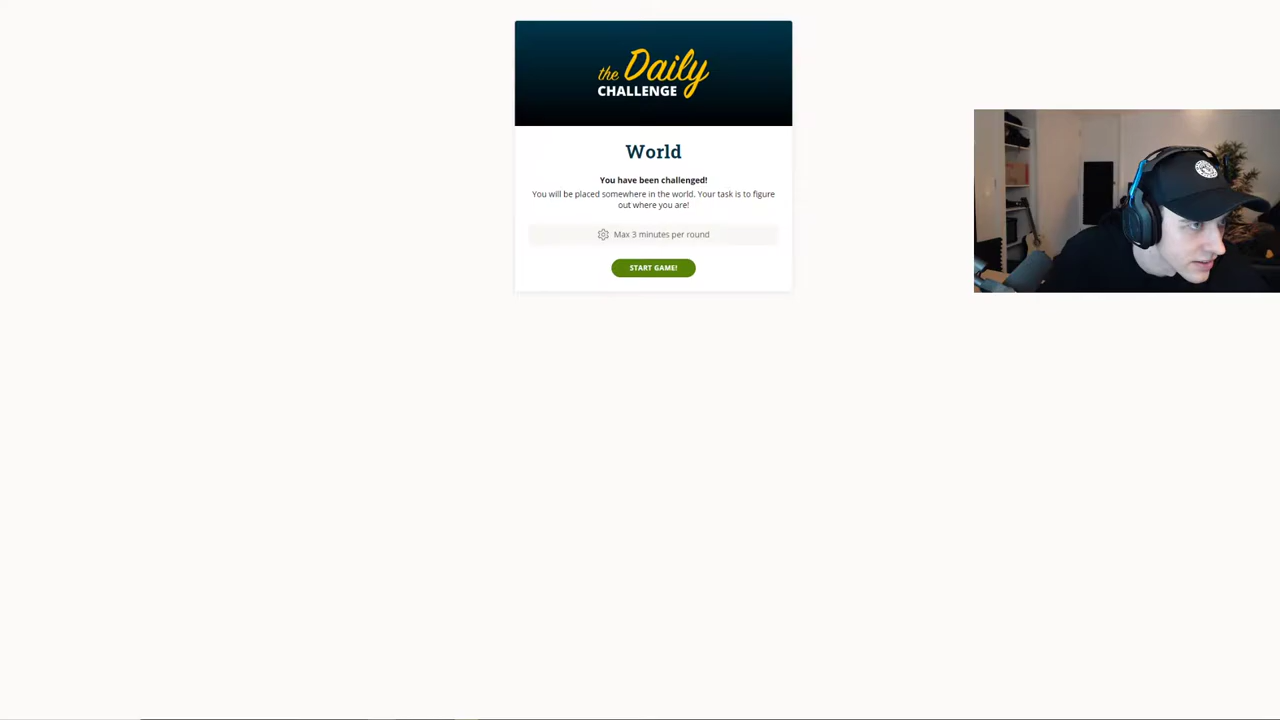 the Daily
CHALLENGE
World
You have been challenged!
You will be placed somewhere in the world. Your task is to figure
out where you are!
Max 3 minutes per round
START GAME!